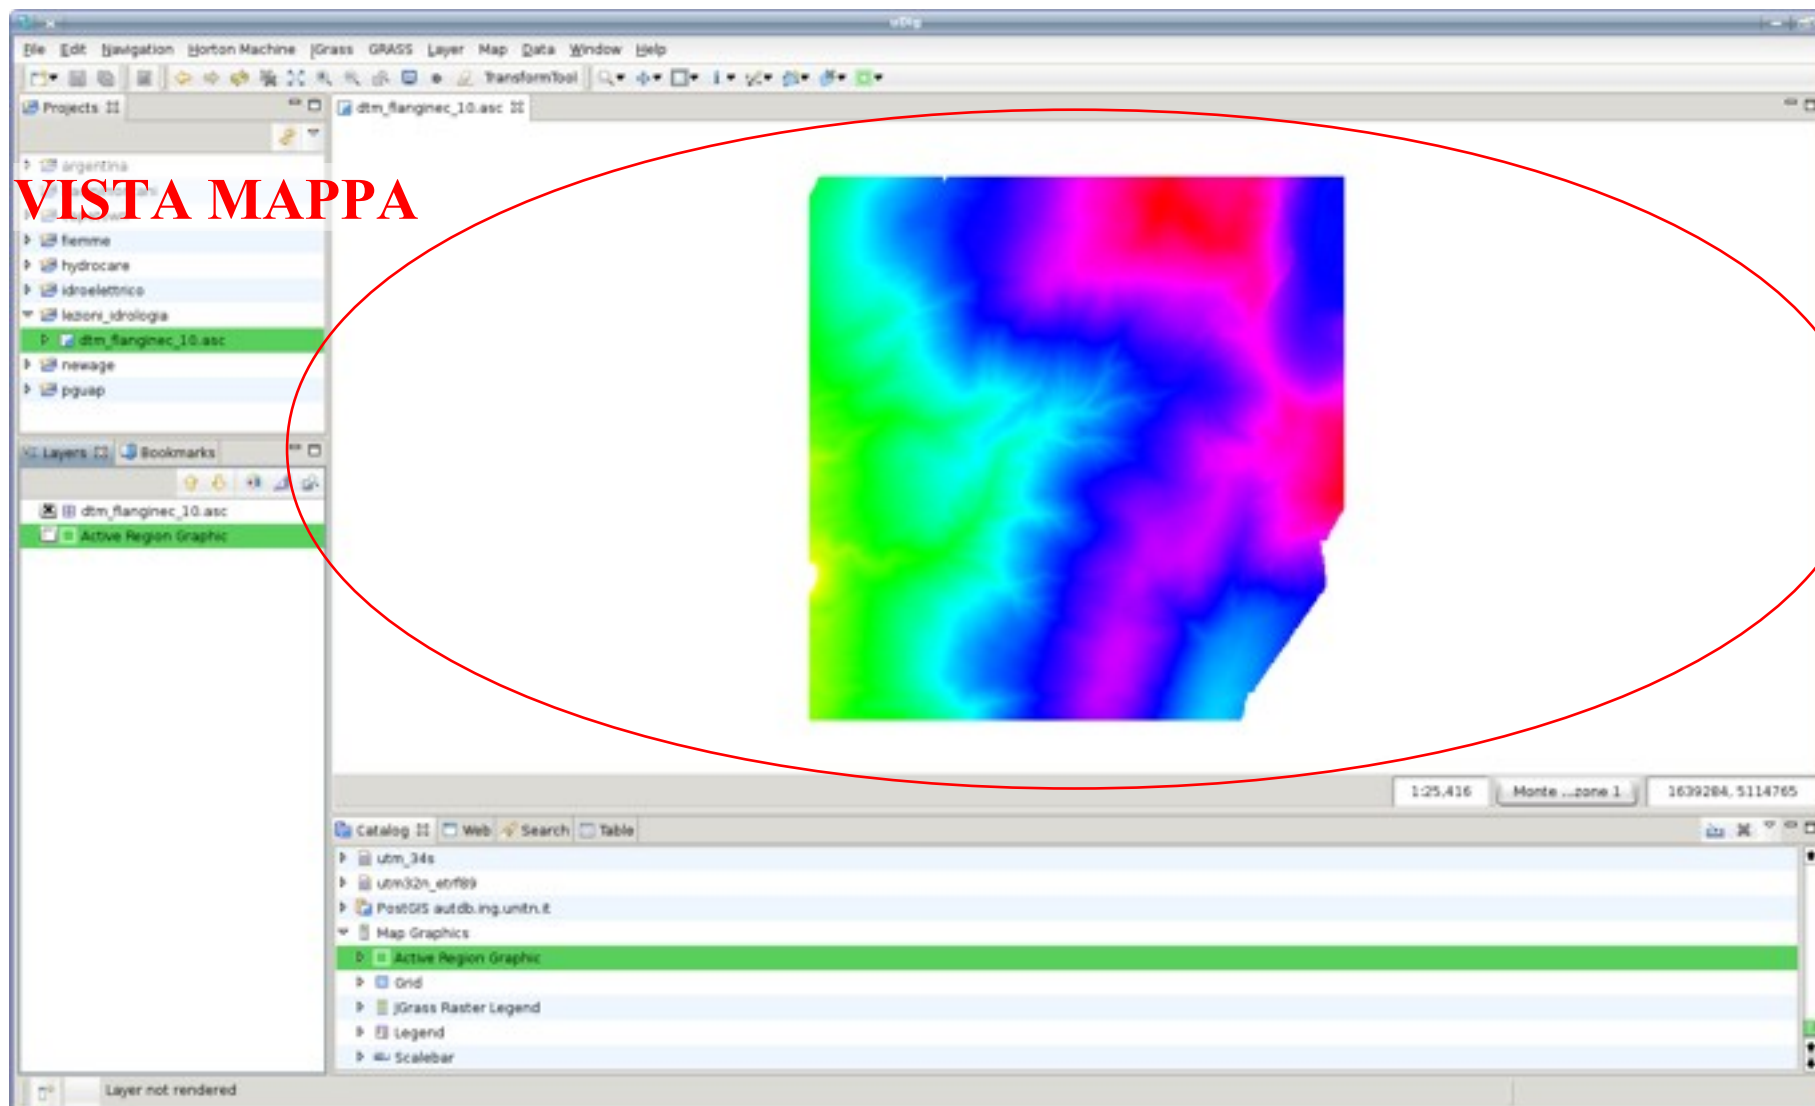 uDig
File Edit Navigation Horton Machine JGrass GRASS Layer Map Data Window Help
TransformTool
Projects
dtm_flanginec_10.asc
argentina
VISTA MAPPA
fiemme
hydrocare
idroelettrico
lezioni_idrologia
dtm_flanginec_10.asc
newage
pguap
Layers Bookmarks
dtm_flanginec_10.asc
Active Region Graphic
1:25,416 Monte ...zone 1 1639284, 5114765
Catalog Web Search Table
utm_34s
utm32n_etrf89
PostGIS autdb.ing.unitn.it
Map Graphics
Active Region Graphic
Grid
JGrass Raster Legend
Legend
Scalebar
Layer not rendered